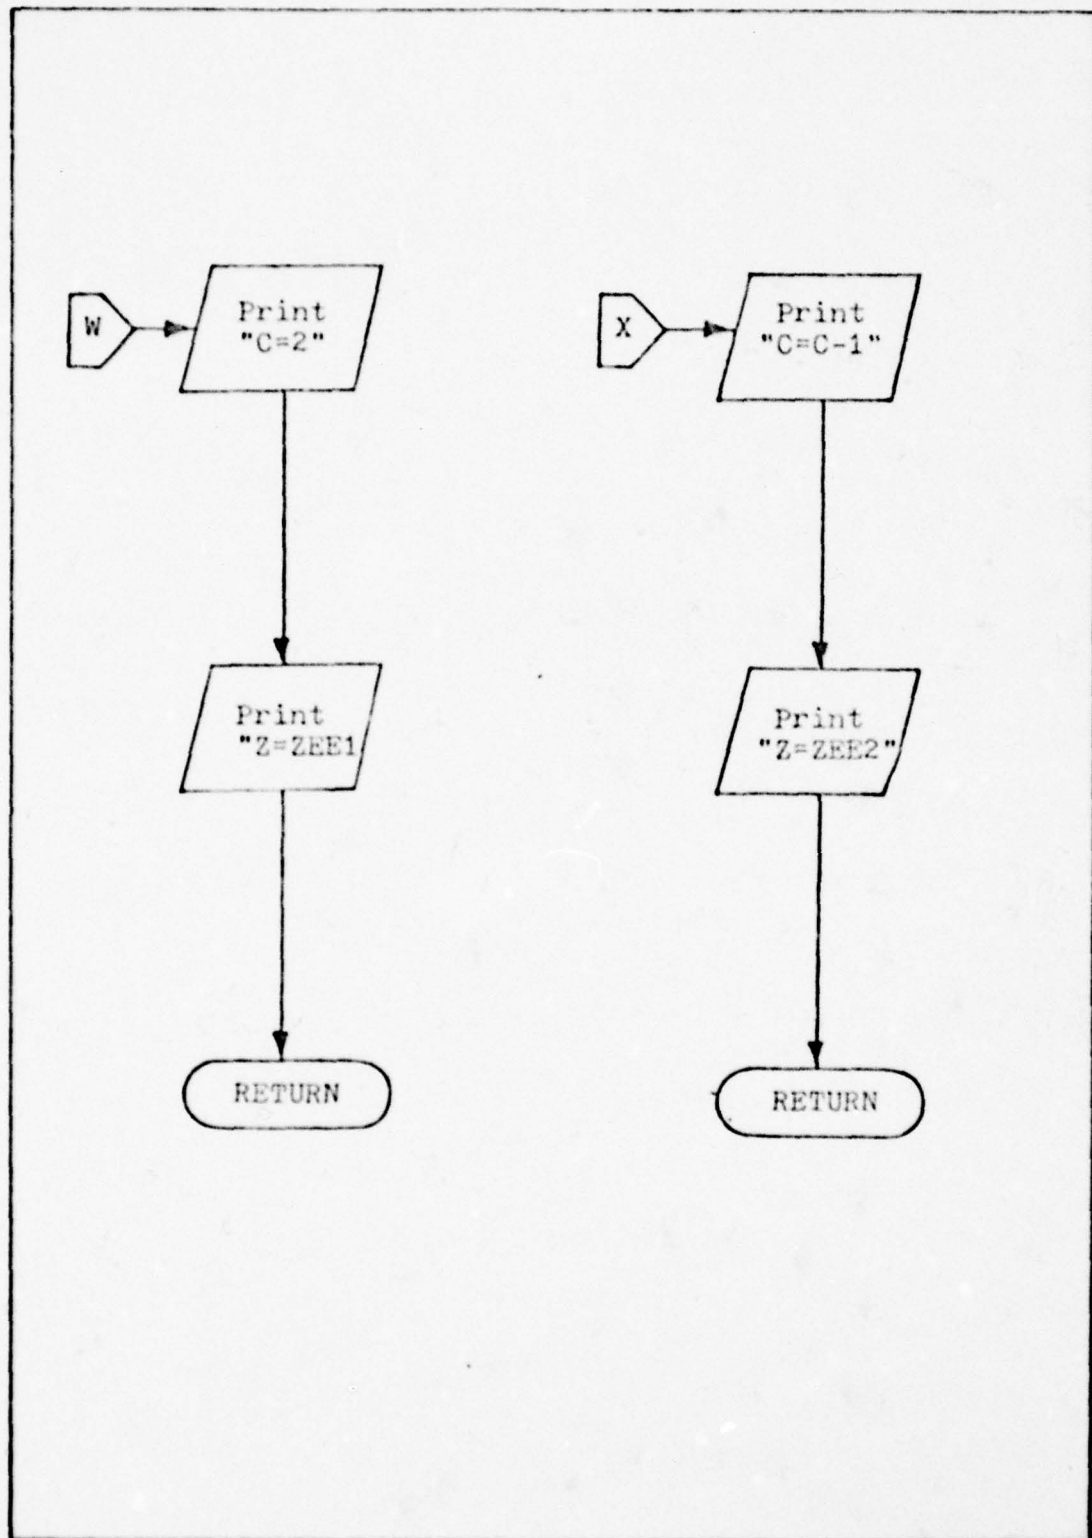 W
Print
"C=2"
Print
"Z=ZEE1
RETURN
X
Print
"C=C-1"
Print
"Z=ZEE2"
RETURN